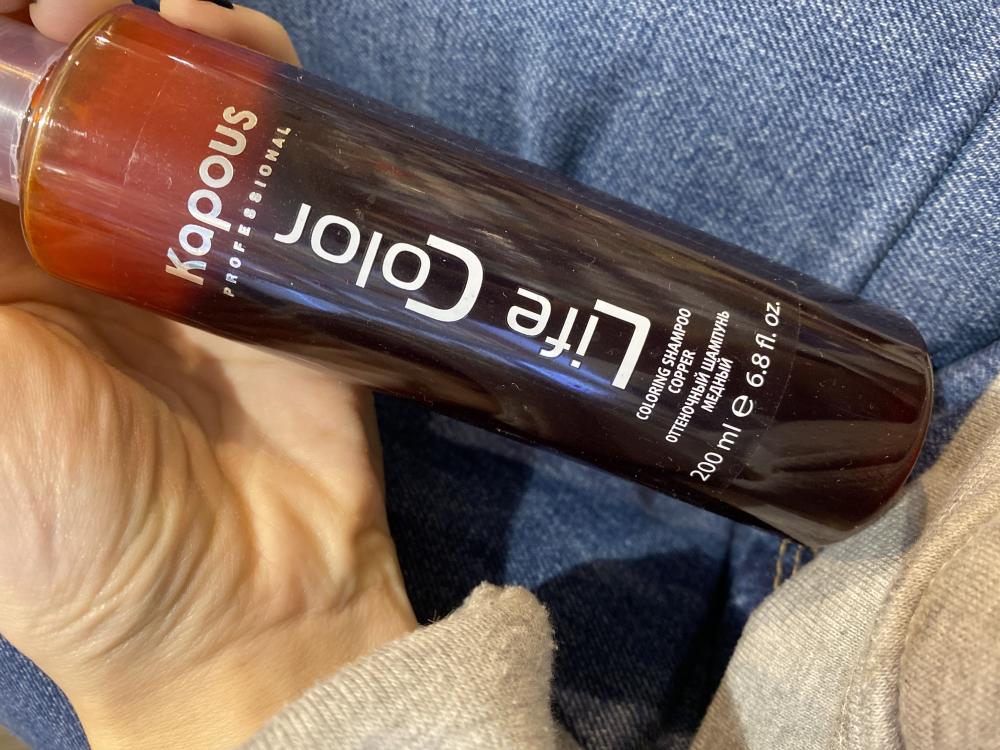 Kapous
PROFESSIONAL
Life Color
COLORING SHAMPOO
COPPER
ОТТЕНОЧНЫЙ ШАМПУНЬ
МЕДНЫЙ
200 ml ℮ 6.8 fl. oz.